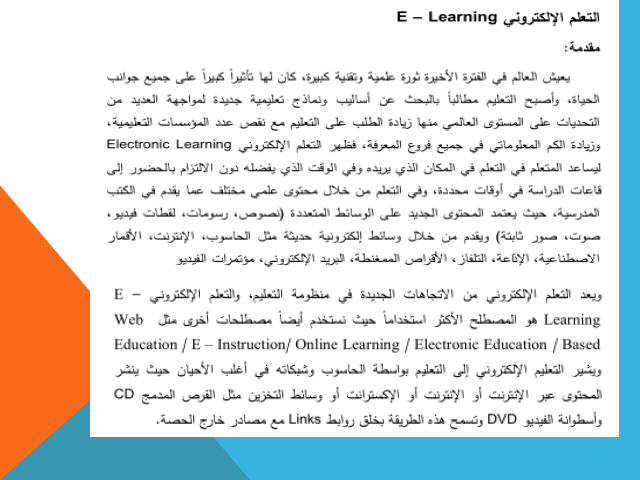 التعلم الإلكتروني E – Learning
مقدمة:
يعيش العالم في الفترة الأخيرة ثورة علمية وتقنية كبيرة، كان لها تأثيراً كبيراً على جميع جوانب
الحياة، وأصبح التعليم مطالباً بالبحث عن أساليب ونماذج تعليمية جديدة لمواجهة العديد من
التحديات على المستوى العالمي منها زيادة الطلب على التعليم مع نقص عدد المؤسسات التعليمية،
وزيادة الكم المعلوماتي في جميع فروع المعرفة، فظهر التعلم الإلكتروني Electronic Learning
ليساعد المتعلم في التعلم في المكان الذي يريده وفي الوقت الذي يفضله دون الالتزام بالحضور إلى
قاعات الدراسة في أوقات محددة، وفي التعلم من خلال محتوى علمي مختلف عما يقدم في الكتب
المدرسية، حيث يعتمد المحتوى الجديد على الوسائط المتعددة (نصوص، رسومات، لقطات فيديو،
صوت، صور ثابتة) ويقدم من خلال وسائط إلكترونية حديثة مثل الحاسوب، الإنترنت، الأقمار
الاصطناعية، الإذاعة، التلفاز، الأقراص الممغنطة، البريد الإلكتروني، مؤتمرات الفيديو
ويعد التعلم الإلكتروني من الاتجاهات الجديدة في منظومة التعليم، والتعلم الإلكتروني E –
Learning هو المصطلح الأكثر استخداماً حيث نستخدم أيضاً مصطلحات أخرى مثل Web
Education / E – Instruction/ Online Learning / Electronic Education / Based
ويشير التعليم الإلكتروني إلى التعليم بواسطة الحاسوب وشبكاته في أغلب الأحيان حيث ينشر
المحتوى عبر الإنترنت أو الإنترنت أو الإكسترانت أو وسائط التخزين مثل القرص المدمج CD
وأسطوانة الفيديو DVD وتسمح هذه الطريقة بخلق روابط Links مع مصادر خارج الحصة.